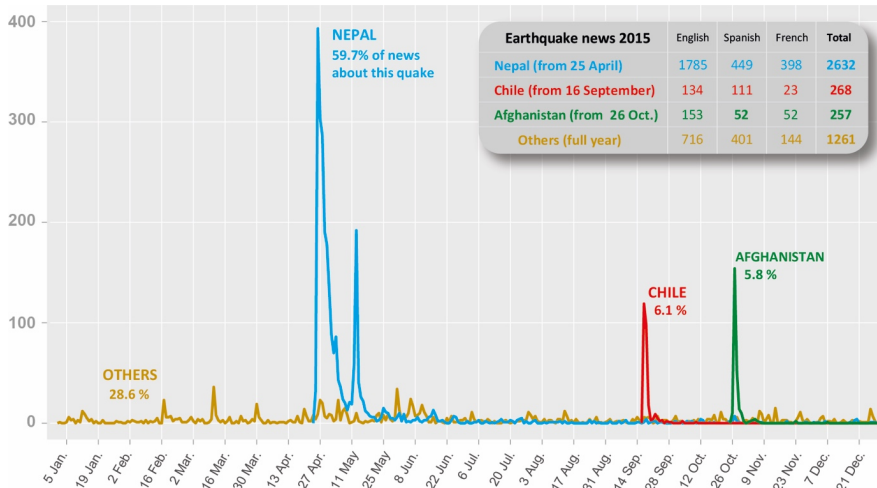 400
300
200
100
0
NEPAL
59.7% of news
about this quake
Earthquake news 2015 English Spanish French Total
Nepal (from 25 April) 1785 449 398 2632
Chile (from 16 September) 134 111 23 268
Afghanistan (from 26 Oct.) 153 52 52 257
Others (full year) 716 401 144 1261
AFGHANISTAN
5.8 %
CHILE
6.1 %
OTHERS
28.6 %
5 Jan. 19 Jan. 2 Feb. 16 Feb. 2 Mar. 16 Mar. 30 Mar. 13 Apr. 27 Apr. 11 May 25 May 8 Jun. 22 Jun. 6 Jul. 20 Jul. 3 Aug. 17 Aug. 31 Aug. 14 Sep. 28 Sep. 12 Oct. 26 Oct. 9 Nov. 23 Nov. 7 Dec. 21 Dec.